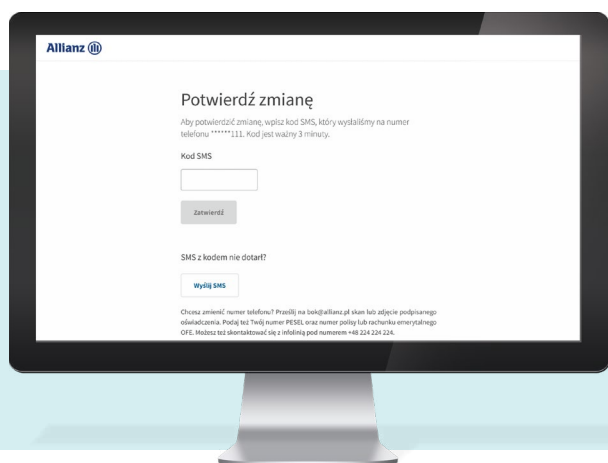 Allianz
Potwierdź zmianę
Aby potwierdzić zmianę, wpisz kod SMS, który wysłaliśmy na numer
telefonu ******111. Kod jest ważny 3 minuty.
Kod SMS
Zatwierdź
SMS z kodem nie dotarł?
Wyślij SMS
Chcesz zmienić numer telefonu? Prześlij na bok@allianz.pl skan lub zdjęcie podpisanego
oświadczenia. Podaj też Twój numer PESEL oraz numer polisy lub rachunku emerytalnego
OFE. Możesz też skontaktować się z infolinią pod numerem +48 224 224 224.